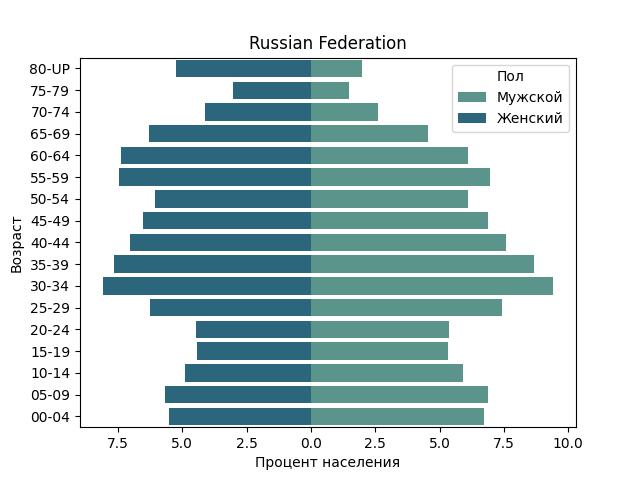 Russian Federation
Пол
Мужской
Женский
80-UP
75-79
70-74
65-69
60-64
55-59
50-54
45-49
40-44
35-39
30-34
25-29
20-24
15-19
10-14
05-09
00-04
Возраст
7.5 5.0 2.5 0.0 2.5 5.0 7.5 10.0
Процент населения